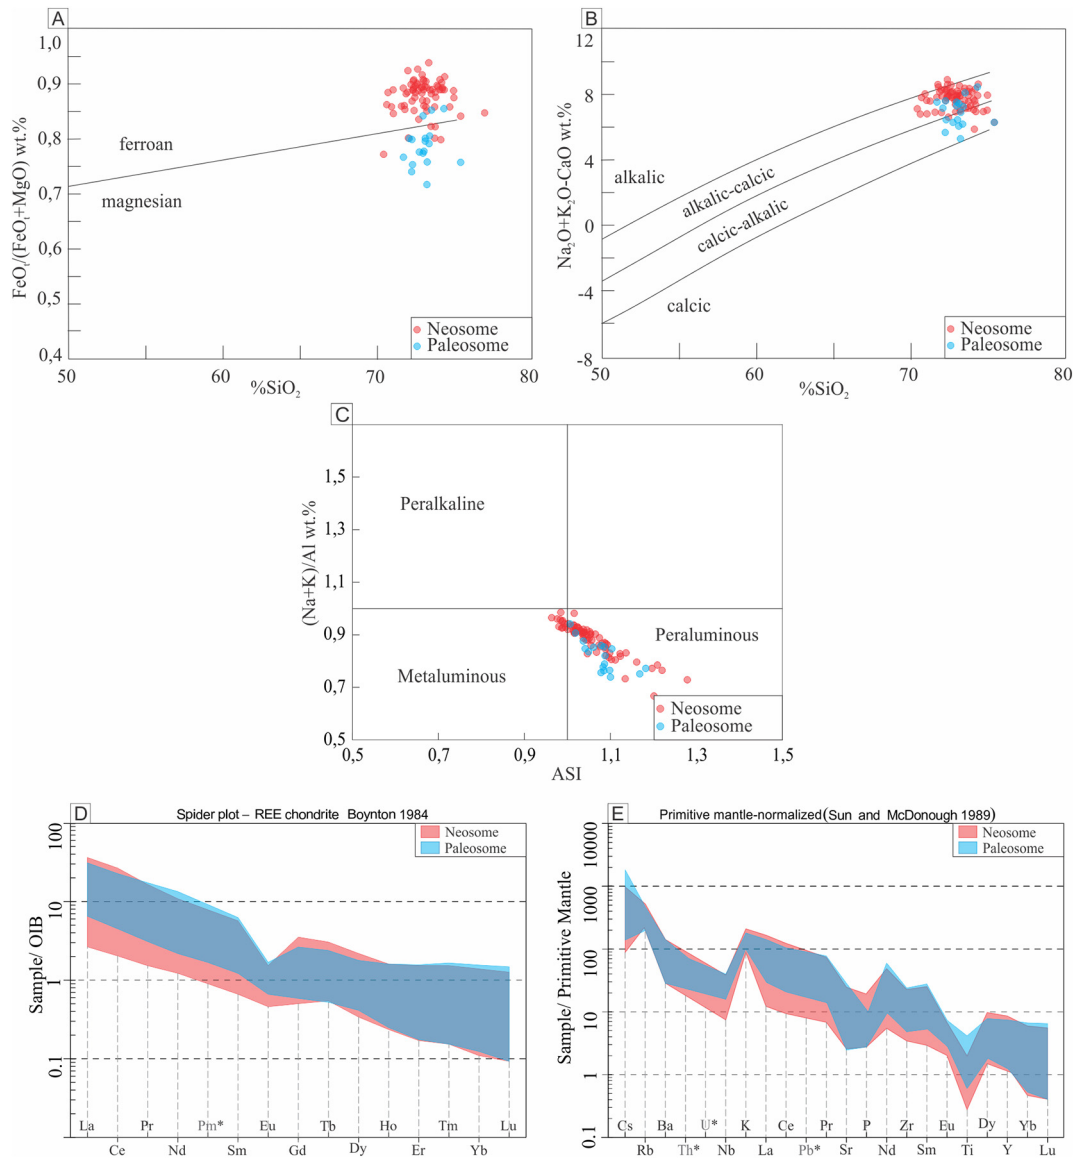 A
1,0
0,9
0,8
0,7
0,6
0,5
0,4
FeOt/(FeOt+MgO) wt.%
ferroan
magnesian
Neosome
Paleosome
50
60
70
80
%SiO2
B
12
8
4
0
-4
-8
Na2O+K2O-CaO wt.%
alkalic
alkalic-calcic
calcic-alkalic
calcic
Neosome
Paleosome
50
60
70
80
%SiO2
C
1,5
1,3
1,1
0,9
0,7
0,5
(Na+K)/Al wt.%
Peralkaline
Metaluminous
Peraluminous
Neosome
Paleosome
0,5
0,7
0,9
1,1
1,3
1,5
ASI
D
Spider plot – REE chondrite Boynton 1984
Neosome
Paleosome
100
10
1
0.1
Sample/ OIB
La Pr Pm* Eu Tb Ho Tm Lu
Ce Nd Sm Gd Dy Er Yb
E
Primitive mantle-normalized(Sun and McDonough 1989)
Neosome
Paleosome
10000
1000
100
10
1
0.1
Sample/ Primitive Mantle
Cs Ba U* K Ce Pr P Zr Eu Dy Yb
Rb Th* Nb La Pb* Sr Nd Sm Ti Y Lu